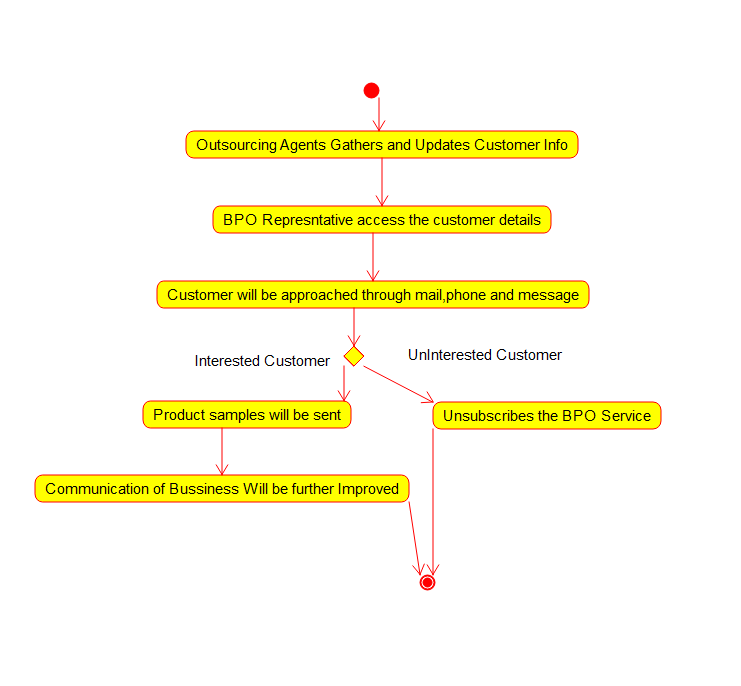 Outsourcing Agents Gathers and Updates Customer Info
BPO Represntative access the customer details
Customer will be approached through mail,phone and message
Interested Customer
UnInterested Customer
Product samples will be sent
Unsubscribes the BPO Service
Communication of Bussiness Will be further Improved